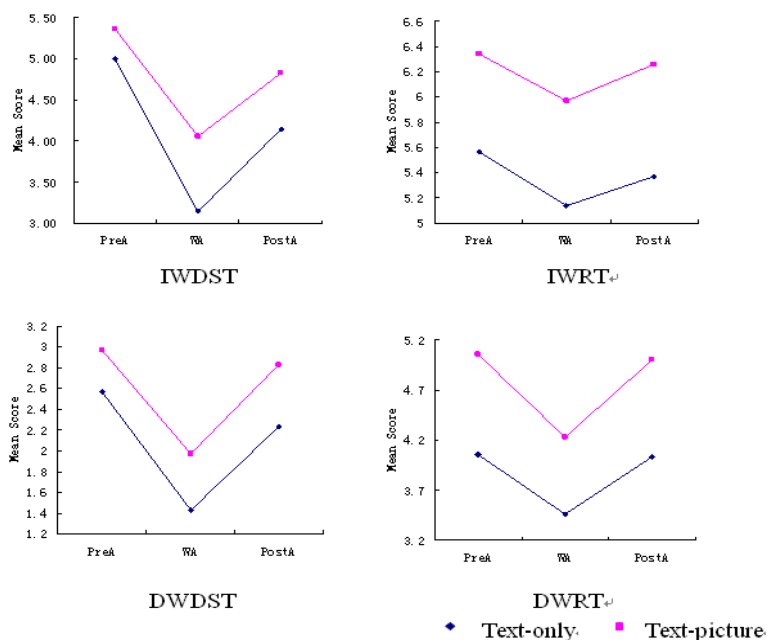 5.50
5.00
4.50
4.00
3.50
3.00
Mean Score
PreA WA PostA
IWDST
6.6
6.4
6.2
6
5.8
5.6
5.4
5.2
5
Mean Score
PreA WA PostA
IWRT↵
3.2
3
2.8
2.6
2.4
2.2
2
1.8
1.6
1.4
1.2
Mean Score
PreA WA PostA
DWDST
5.2
4.7
4.2
3.7
3.2
Mean Score
PreA WA PostA
DWRT↵
Text-only Text-picture